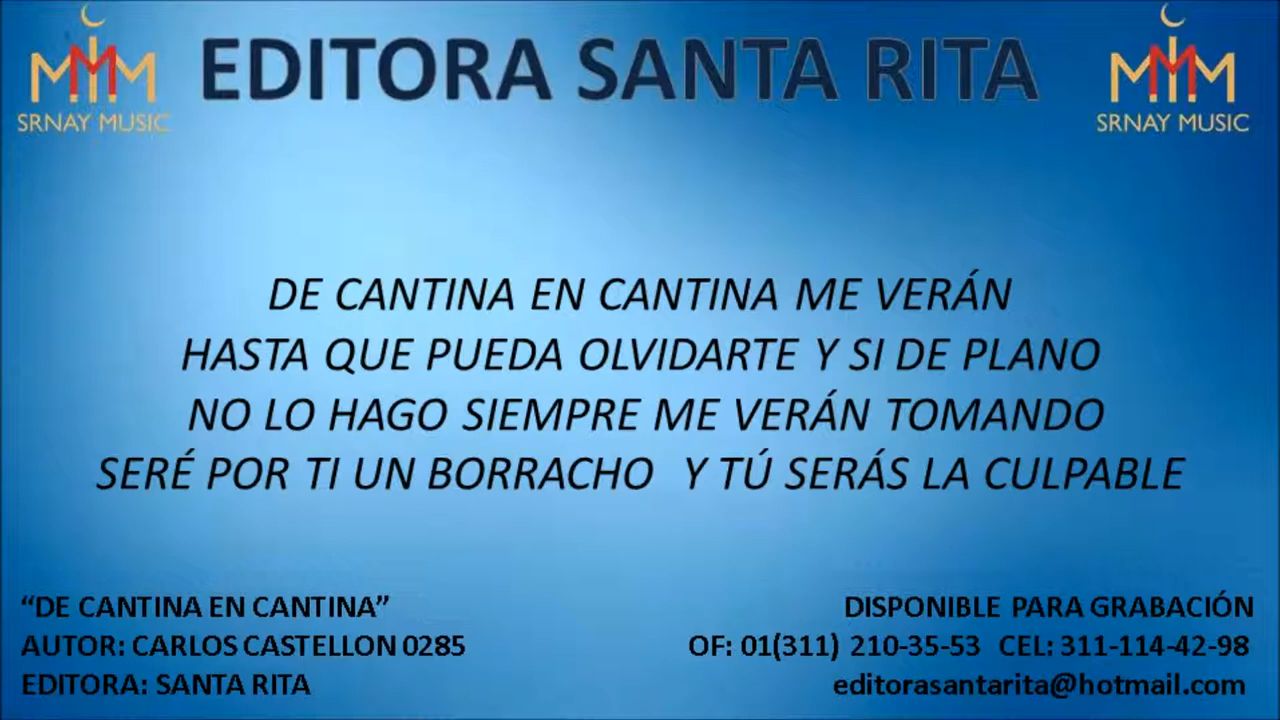 EDITORA SANTA RITA
SRNAY MUSIC
SRNAY MUSIC
DE CANTINA EN CANTINA ME VERÁN
HASTA QUE PUEDA OLVIDARTE Y SI DE PLANO
NO LO HAGO SIEMPRE ME VERÁN TOMANDO
SERÉ POR TI UN BORRACHO Y TÚ SERÁS LA CULPABLE
“DE CANTINA EN CANTINA”
AUTOR: CARLOS CASTELLON 0285
EDITORA: SANTA RITA
DISPONIBLE PARA GRABACIÓN
OF: 01(311) 210-35-53 CEL: 311-114-42-98
editorasantarita@hotmail.com